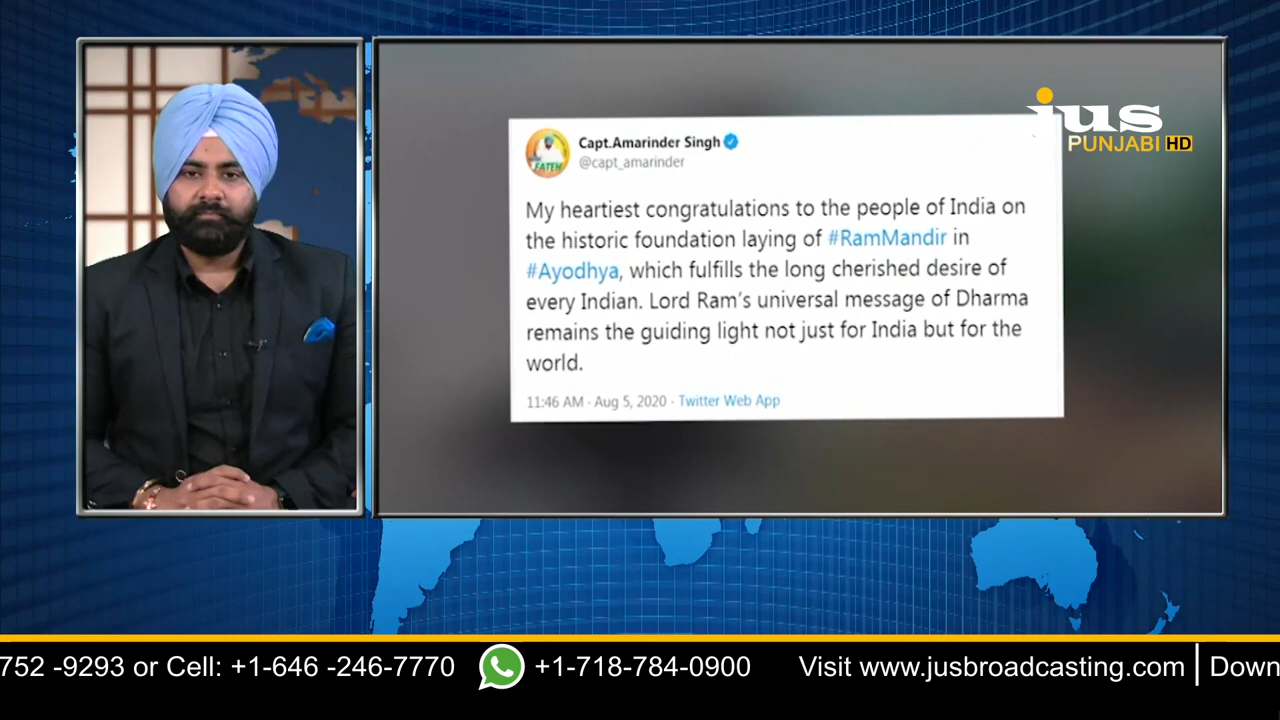 jus
PUNJABI HD
FATEH
Capt.Amarinder Singh
@capt_amarinder
My heartiest congratulations to the people of India on
the historic foundation laying of #RamMandir in
#Ayodhya, which fulfills the long cherished desire of
every Indian. Lord Ram's universal message of Dharma
remains the guiding light not just for India but for the
world.
11:46 AM · Aug 5, 2020 · Twitter Web App
752 -9293 or Cell: +1-646 -246-7770 +1-718-784-0900 Visit www.jusbroadcasting.com | Down